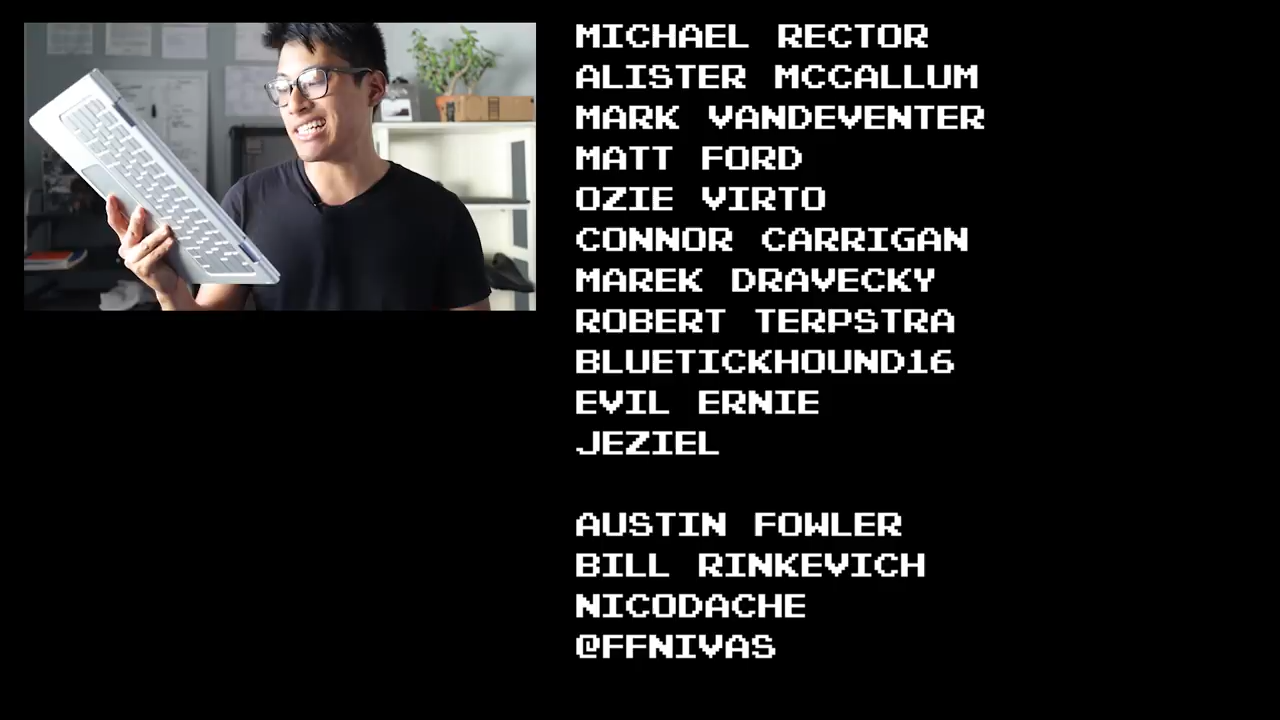 MICHAEL RECTOR
ALISTER MCCALLUM
MARK VANDEVENTER
MATT FORD
OZIE VIRTO
CONNOR CARRIGAN
MAREK DRAVECKY
ROBERT TERPSTRA
BLUETICKHOUND16
EVIL ERNIE
JEZIEL
AUSTIN FOWLER
BILL RINKEVICH
NICODACHE
@FFNIVAS